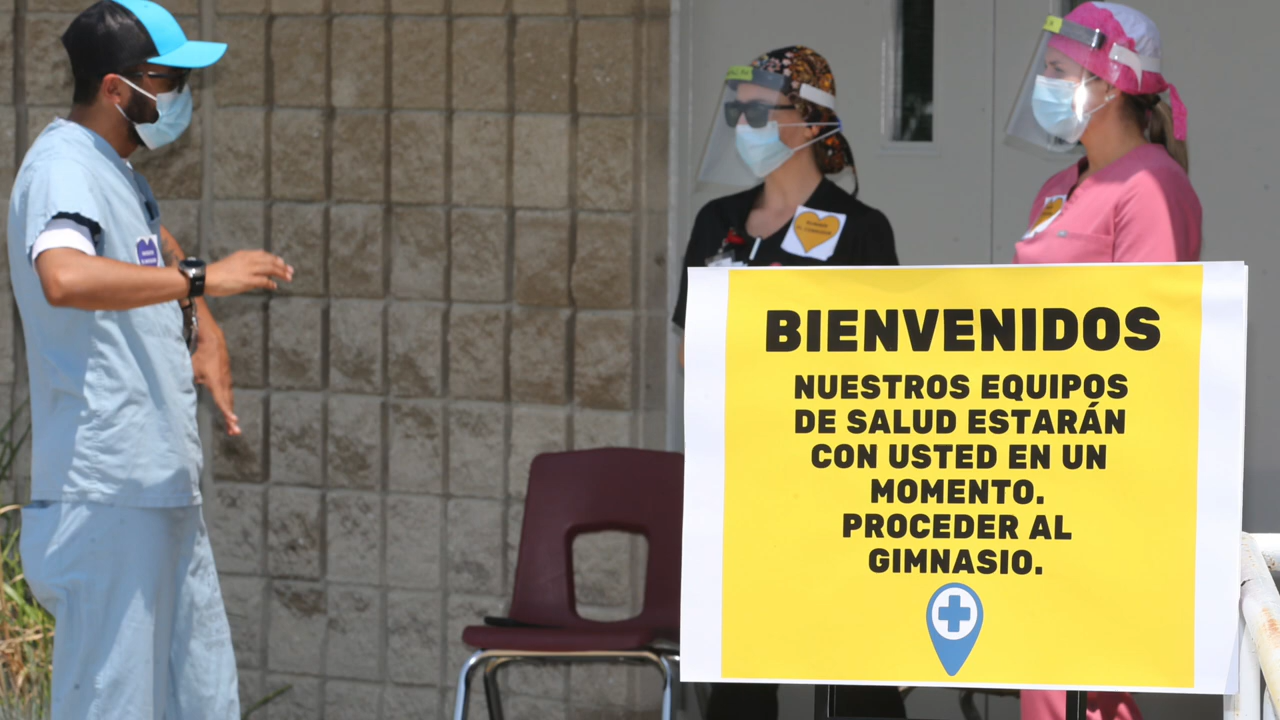 BIENVENIDOS
NUESTROS EQUIPOS
DE SALUD ESTARÁN
CON USTED EN UN
MOMENTO.
PROCEDER AL
GIMNASIO.